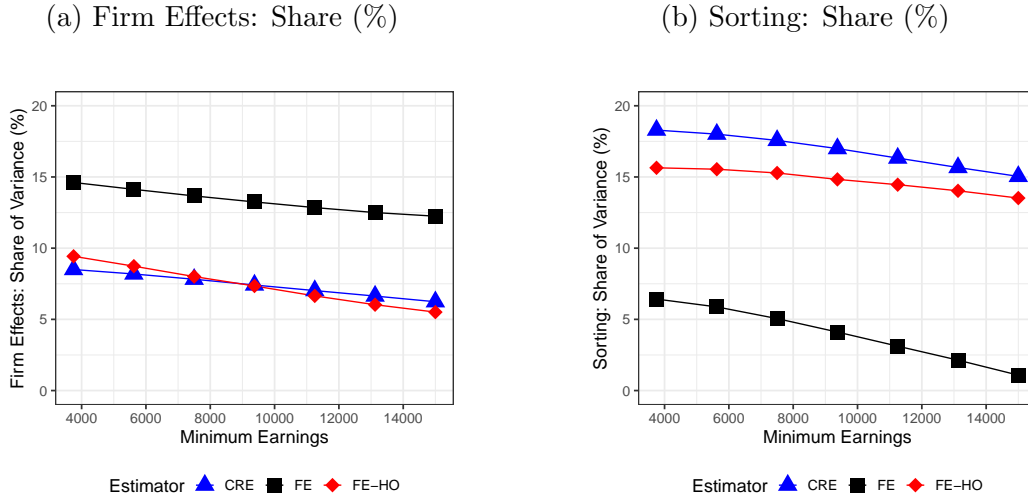 (a) Firm Effects: Share (%)
Firm Effects: Share of Variance (%)
20
15
10
5
0
4000 6000 8000 10000 12000 14000
Minimum Earnings
Estimator CRE FE FE-HO
(b) Sorting: Share (%)
Sorting: Share of Variance (%)
20
15
10
5
0
4000 6000 8000 10000 12000 14000
Minimum Earnings
Estimator CRE FE FE-HO